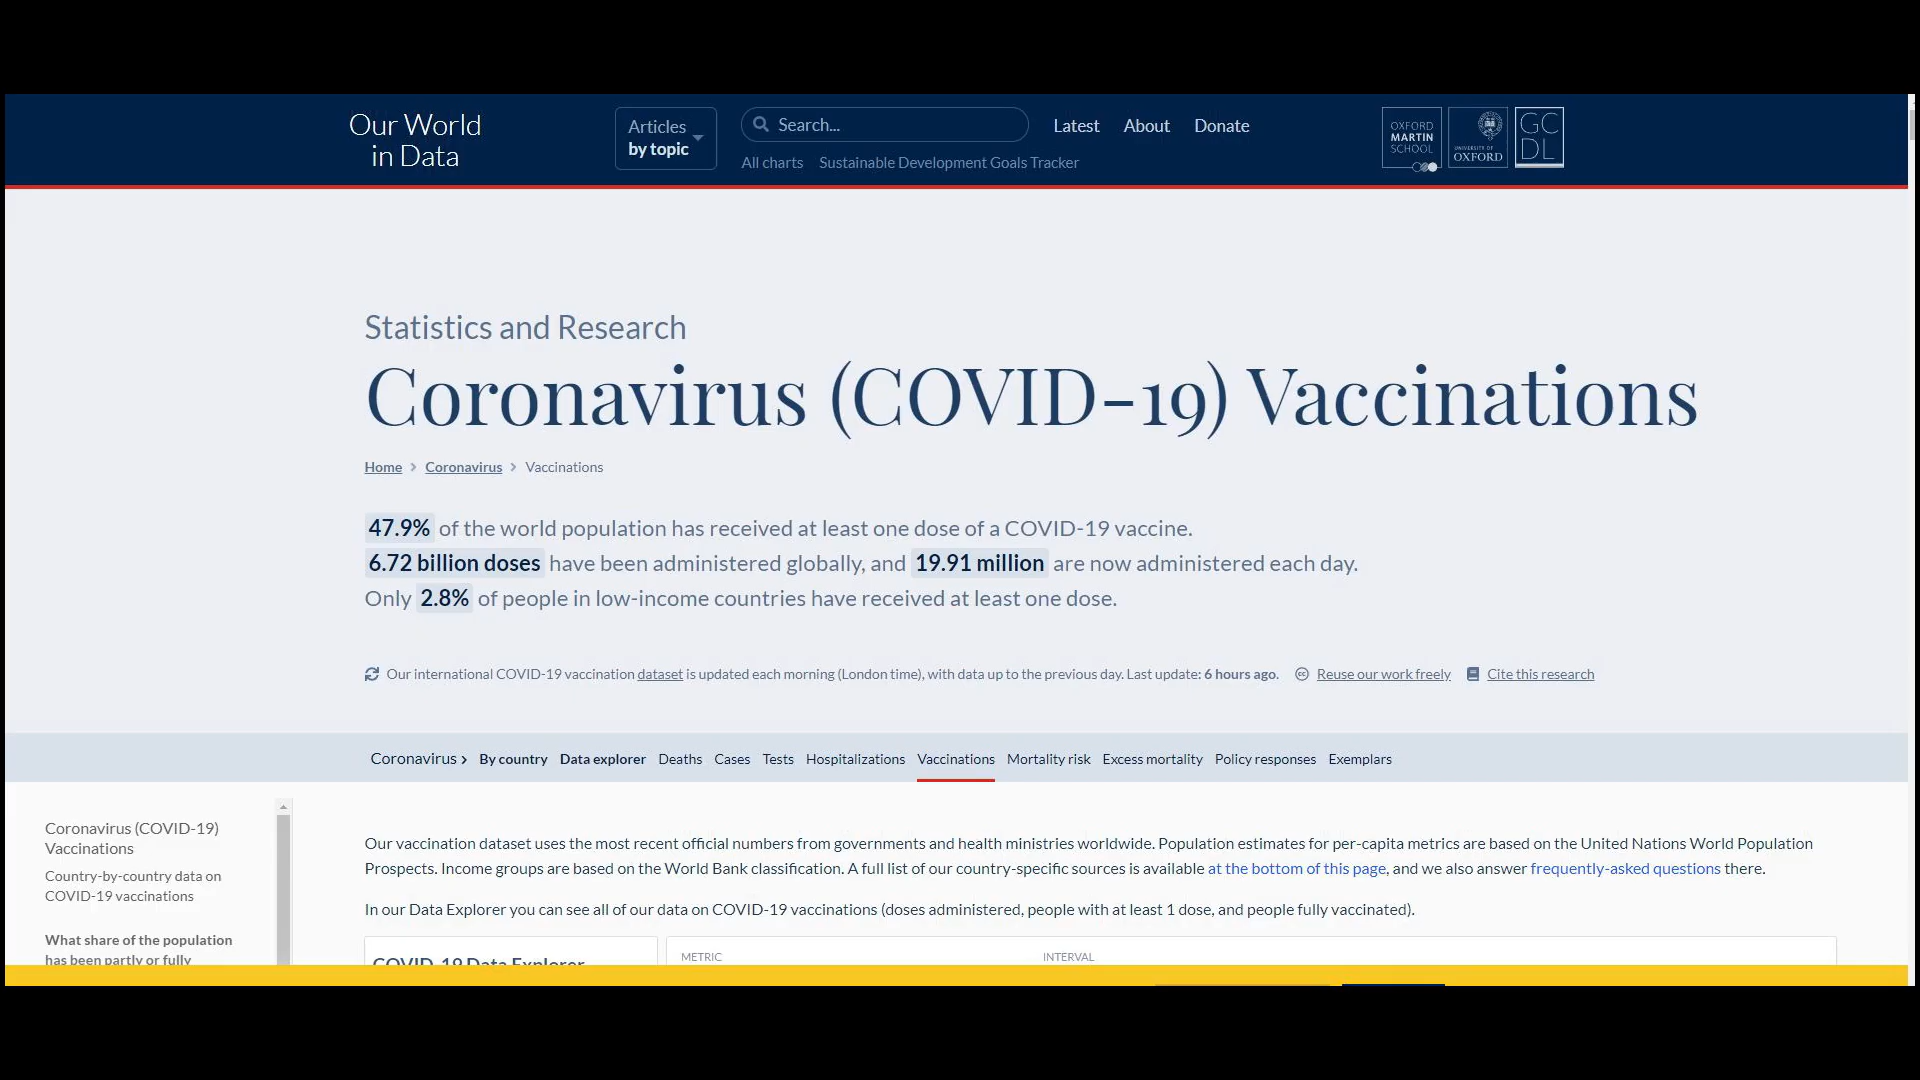 Our World
in Data
Articles
by topic
Search...
Latest
About
Donate
All charts
Sustainable Development Goals Tracker
OXFORD
MARTIN
SCHOOL
UNIVERSITY OF
OXFORD
GC
DL
Statistics and Research
Coronavirus (COVID-19) Vaccinations
Home > Coronavirus > Vaccinations
47.9% of the world population has received at least one dose of a COVID-19 vaccine.
6.72 billion doses have been administered globally, and 19.91 million are now administered each day.
Only 2.8% of people in low-income countries have received at least one dose.
Our international COVID-19 vaccination dataset is updated each morning (London time), with data up to the previous day. Last update: 6 hours ago. Reuse our work freely Cite this research
Coronavirus > By country Data explorer Deaths Cases Tests Hospitalizations Vaccinations Mortality risk Excess mortality Policy responses Exemplars
Coronavirus (COVID-19)
Vaccinations
Country-by-country data on
COVID-19 vaccinations
What share of the population
has been partly or fully
Our vaccination dataset uses the most recent official numbers from governments and health ministries worldwide. Population estimates for per-capita metrics are based on the United Nations World Population
Prospects. Income groups are based on the World Bank classification. A full list of our country-specific sources is available at the bottom of this page, and we also answer frequently-asked questions there.
In our Data Explorer you can see all of our data on COVID-19 vaccinations (doses administered, people with at least 1 dose, and people fully vaccinated).
COVID-19 Data Explorer
METRIC
INTERVAL